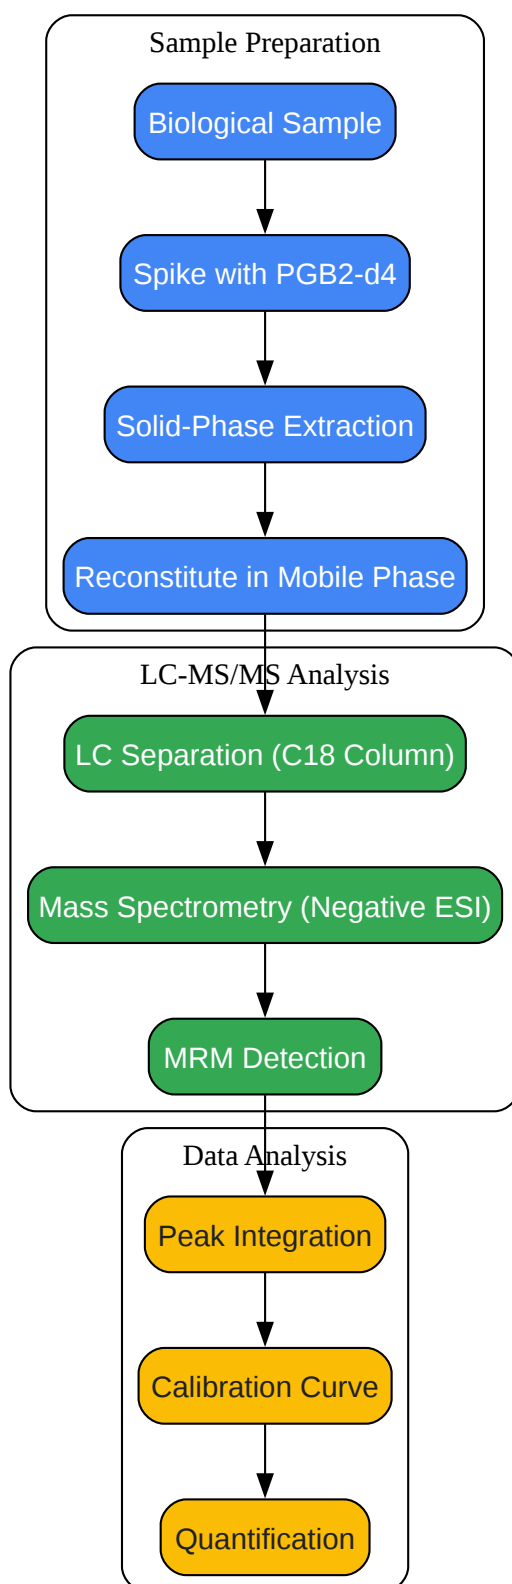 Sample Preparation
Biological Sample
Spike with PGB2-d4
Solid-Phase Extraction
Reconstitute in Mobile Phase
LC-MS/MS Analysis
LC Separation (C18 Column)
Mass Spectrometry (Negative ESI)
MRM Detection
Data Analysis
Peak Integration
Calibration Curve
Quantification